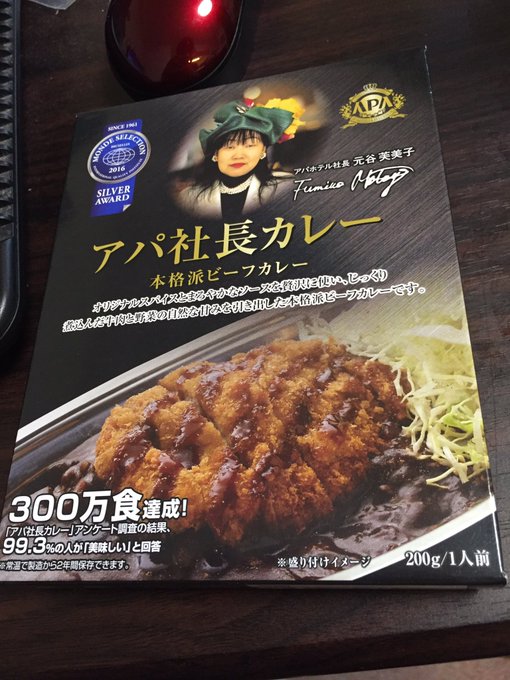 SINCE 1961
MONDE SELECTION
BRUXELLES
2016
SILVER
AWARD
APA
アパホテル社長 元谷 芙美子
アパ社長カレー
本格派ビーフカレー
オリジナルスパイスとまろやかなソースを贅沢に使い、じっくり
煮込んだ牛肉と野菜の自然な甘みを引き出した本格派ビーフカレーです。
300万食達成!
「アパ社長カレー」アンケート調査の結果、
99.3%の人が「美味しい」と回答
※常温で製造から2年間保存できます。
※盛り付けイメージ
200g/1人前